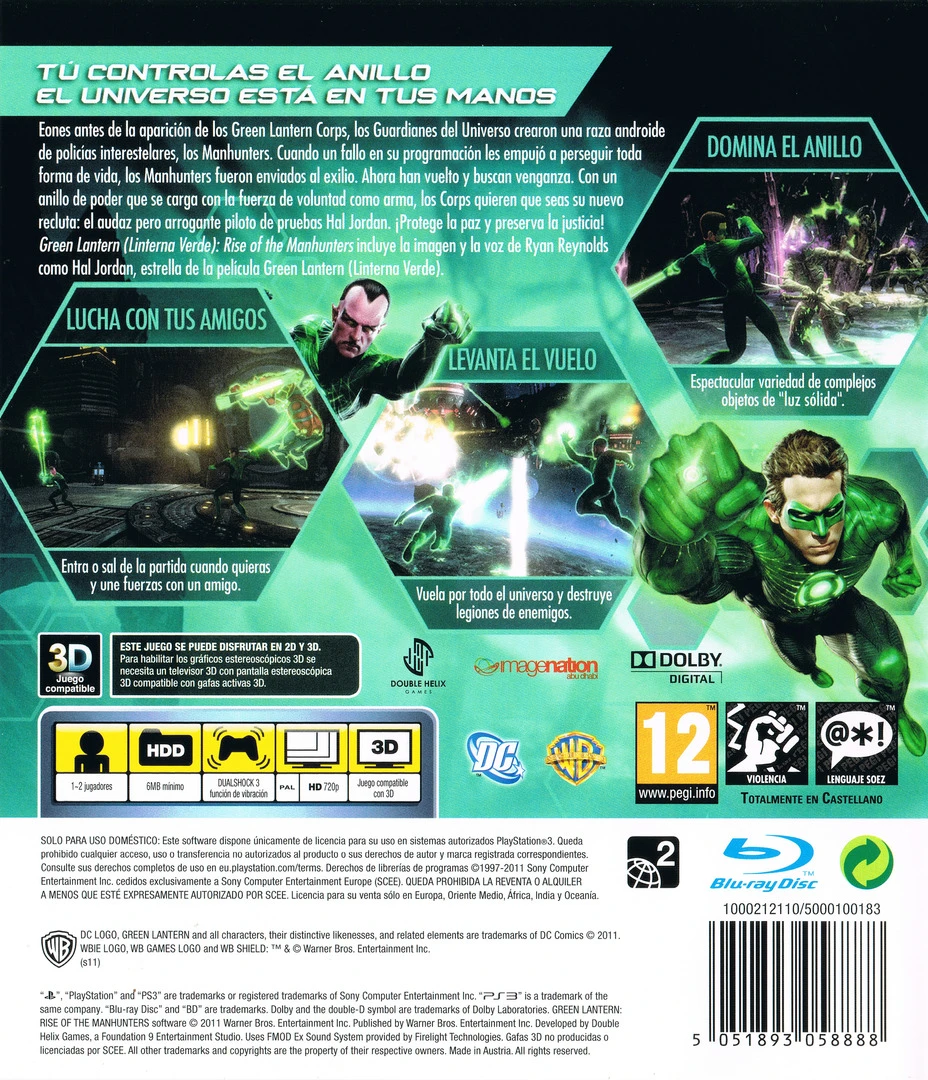 TÚ CONTROLAS EL ANILLO
EL UNIVERSO ESTÁ EN TUS MANOS
Eones antes de la aparición de los Green Lantern Corps, los Guardianes del Universo crearon una raza androide
de policías interestelares, los Manhunters. Cuando un fallo en su programación les empujó a perseguir toda
forma de vida, los Manhunters fueron enviados al exilio. Ahora han vuelto y buscan venganza. Con un
anillo de poder que se carga con la fuerza de voluntad como arma, los Corps quieren que seas su nuevo
recluta: el audaz pero arrogante piloto de pruebas Hal Jordan. ¡Protege la paz y preserva la justicia!
Green Lantern (Linterna Verde): Rise of the Manhunters incluye la imagen y la voz de Ryan Reynolds
como Hal Jordan, estrella de la película Green Lantern (Linterna Verde).
DOMINA EL ANILLO
Espectacular variedad de complejos
objetos de "luz sólida".
LUCHA CON TUS AMIGOS
Entra o sal de la partida cuando quieras
y une fuerzas con un amigo.
LEVANTA EL VUELO
Vuela por todo el universo y destruye
legiones de enemigos.
3D
Juego
compatible
ESTE JUEGO SE PUEDE DISFRUTAR EN 2D Y 3D.
Para habilitar los gráficos estereoscópicos 3D se
necesita un televisor 3D con pantalla estereoscópica
3D compatible con gafas activas 3D.
DOUBLE HELIX
GAMES
imagenation
abu dhabi
DOLBY
DIGITAL
HDD
3D
1-2 jugadores
6MB mínimo
DUALSHOCK 3
función de vibración
PAL
HD 720p
Juego compatible
con 3D
DC
WB
12
www.pegi.info
VIOLENCIA
@*!
LENGUAJE SOEZ
TOTALMENTE EN CASTELLANO
SOLO PARA USO DOMÉSTICO: Este software dispone únicamente de licencia para su uso en sistemas autorizados PlayStation®3. Queda
prohibido cualquier acceso, uso o transferencia no autorizados al producto o sus derechos de autor y marca registrada correspondientes.
Consulte sus derechos completos de uso en eu.playstation.com/terms. Derechos de librerías de programas ©1997-2011 Sony Computer
Entertainment Inc. cedidos exclusivamente a Sony Computer Entertainment Europe (SCEE). QUEDA PROHIBIDA LA REVENTA O ALQUILER
A MENOS QUE ESTÉ EXPRESAMENTE AUTORIZADO POR SCEE. Licencia para su venta sólo en Europa, Oriente Medio, África, India y Oceanía.
2
Blu-ray Disc
1000212110/5000100183
WB
DC LOGO, GREEN LANTERN and all characters, their distinctive likenesses, and related elements are trademarks of DC Comics © 2011.
WBIE LOGO, WB GAMES LOGO and WB SHIELD: ™ & © Warner Bros. Entertainment Inc.
(s11)
“”, “PlayStation” and “PS3” are trademarks or registered trademarks of Sony Computer Entertainment Inc. “PS3” is a trademark of the
same company. “Blu-ray Disc” and “BD” are trademarks. Dolby and the double-D symbol are trademarks of Dolby Laboratories. GREEN LANTERN:
RISE OF THE MANHUNTERS software © 2011 Warner Bros. Entertainment Inc. Published by Warner Bros. Entertainment Inc. Developed by Double
Helix Games, a Foundation 9 Entertainment Studio. Uses FMOD Ex Sound System provided by Firelight Technologies. Gafas 3D no producidas o
licenciadas por SCEE. All other trademarks and copyrights are the property of their respective owners. Made in Austria. All rights reserved.
5 051893 058888